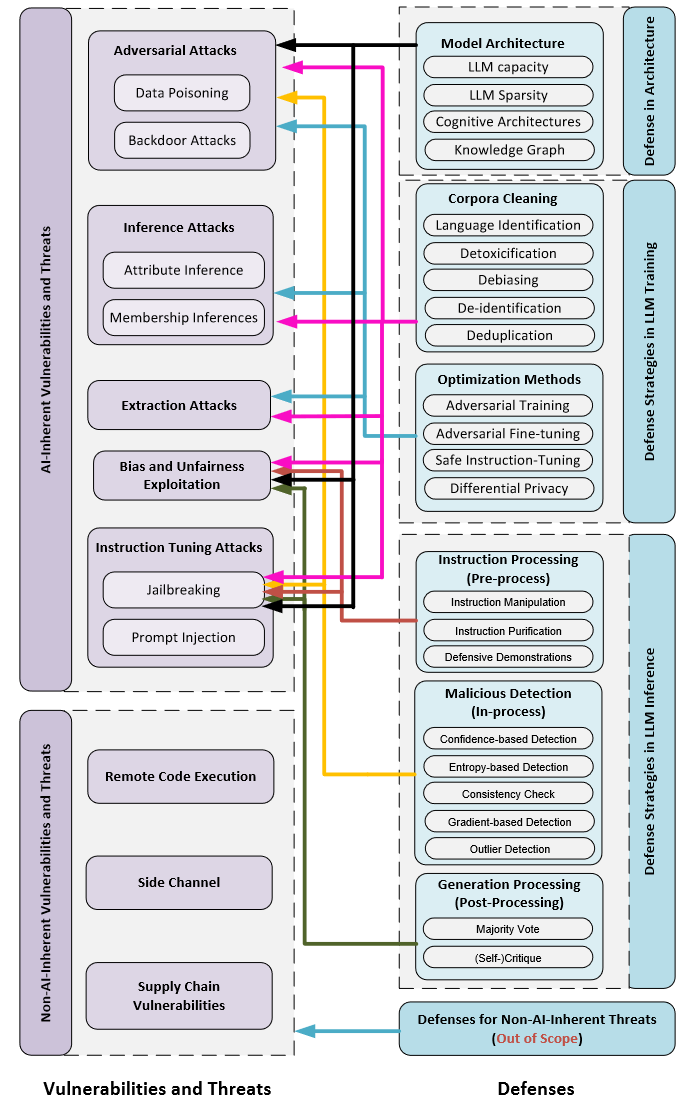 AI-Inherent Vulnerabilities and Threats
Adversarial Attacks
Data Poisoning
Backdoor Attacks
Inference Attacks
Attribute Inference
Membership Inferences
Extraction Attacks
Bias and Unfairness
Exploitation
Instruction Tuning Attacks
Jailbreaking
Prompt Injection
Non-AI-Inherent Vulnerabilities and Threats
Remote Code Execution
Side Channel
Supply Chain
Vulnerabilities
Vulnerabilities and Threats
Defense in Architecture
Model Architecture
LLM capacity
LLM Sparsity
Cognitive Architectures
Knowledge Graph
Defense Strategies in LLM Training
Corpora Cleaning
Language Identification
Detoxicification
Debiasing
De-identification
Deduplication
Optimization Methods
Adversarial Training
Adversarial Fine-tuning
Safe Instruction-Tuning
Differential Privacy
Defense Strategies in LLM Inference
Instruction Processing
(Pre-process)
Instruction Manipulation
Instruction Purification
Defensive Demonstrations
Malicious Detection
(In-process)
Confidence-based Detection
Entropy-based Detection
Consistency Check
Gradient-based Detection
Outlier Detection
Generation Processing
(Post-Processing)
Majority Vote
(Self-)Critique
Defenses for Non-AI-Inherent Threats
(Out of Scope)
Defenses